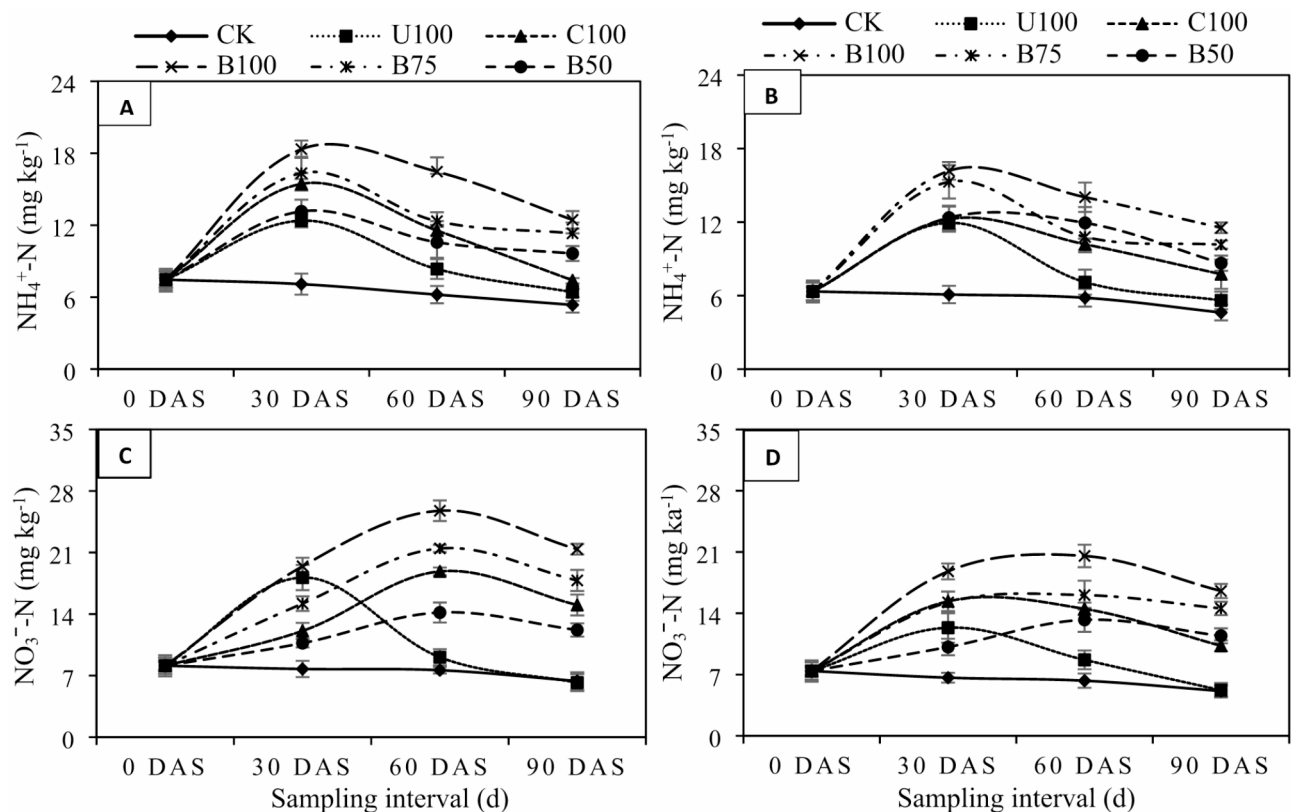 CK U100 C100
B100 B75 B50
CK U100 C100
B100 B75 B50
A
NH₄⁺-N (mg kg⁻¹)
24
18
12
6
0
0 DAS 30 DAS 60 DAS 90 DAS
B
NH₄⁺-N (mg kg⁻¹)
24
18
12
6
0
0 DAS 30 DAS 60 DAS 90 DAS
C
NO₃⁻-N (mg kg⁻¹)
35
28
21
14
7
0
0 DAS 30 DAS 60 DAS 90 DAS
Sampling interval (d)
D
NO₃⁻-N (mg ka⁻¹)
35
28
21
14
7
0
0 DAS 30 DAS 60 DAS 90 DAS
Sampling interval (d)